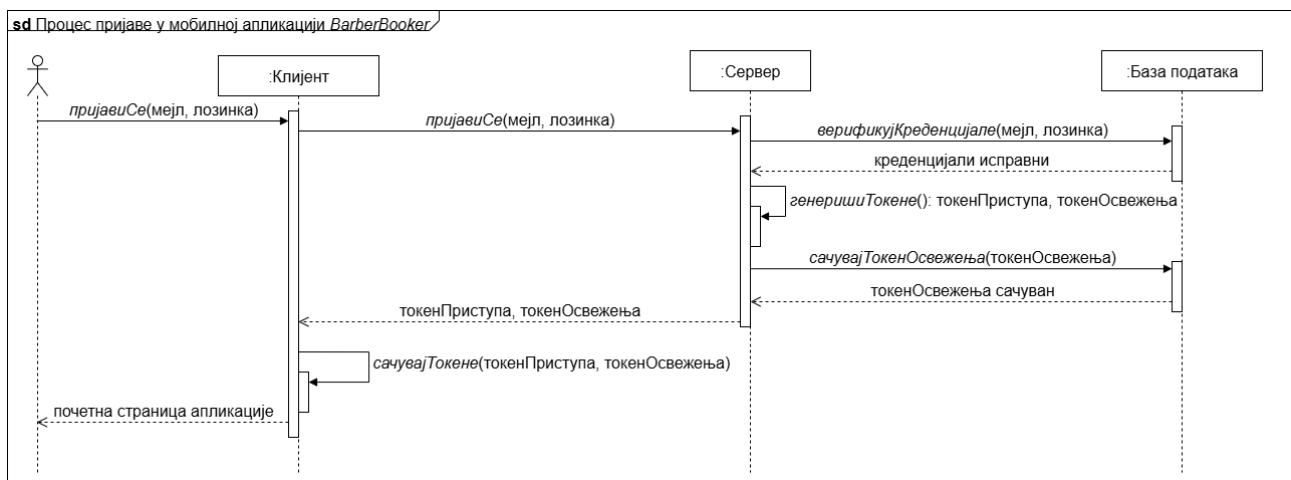 sd Процес пријаве у мобилној апликацији BarberBooker
:Клијент
:Сервер
:База података
пријавиСе(мејл, лозинка)
пријавиСе(мејл, лозинка)
верификујКреденцијале(мејл, лозинка)
креденцијали исправни
генеришиТокене(): токенПриступа, токенОсвежења
сачувајТокенОсвежења(токенОсвежења)
токенОсвежења сачуван
токенПриступа, токенОсвежења
сачувајТокене(токенПриступа, токенОсвежења)
почетна страница апликације